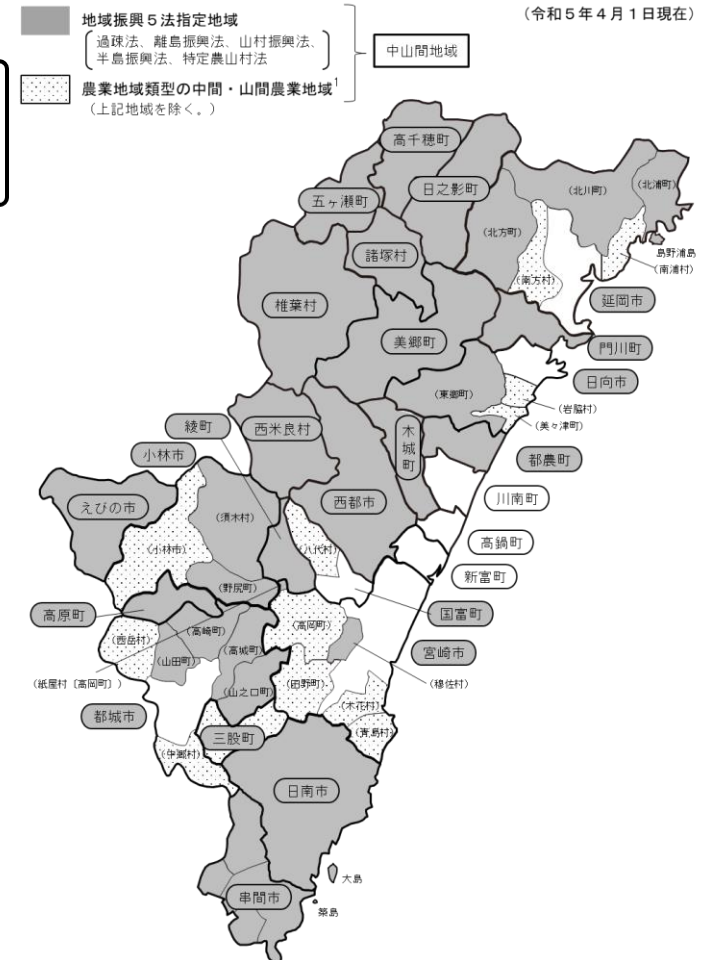 （令和５年４月１日現在）
地域振興５法指定地域
過疎法、離島振興法、山村振興法、
半島振興法、特定農山村法
中山間地域
農業地域類型の中間・山間農業地域1
（上記地域を除く。）
高千穂町
日之影町
五ヶ瀬町
（北川町）
（北浦町）
（北方町）
諸塚村
島野浦島
（南浦村）
（南方村）
椎葉村
延岡市
美郷町
門川町
日向市
（東郷町）
（岩脇村）
（美々津町）
綾町
西米良村
木城町
小林市
都農町
えびの市
西都市
川南町
（須木村）
（小林市）
（八代村）
高鍋町
新富町
（野尻町）
高原町
国富町
（高岡町）
（西岳村）
（高崎町）
宮崎市
（高城町）
（山田町）
（紙屋村〔高岡町〕）
（穆佐村）
（田野町）
（山之口町）
（木花村）
都城市
（青島村）
三股町
（中郷村）
日南市
大島
串間市
築島